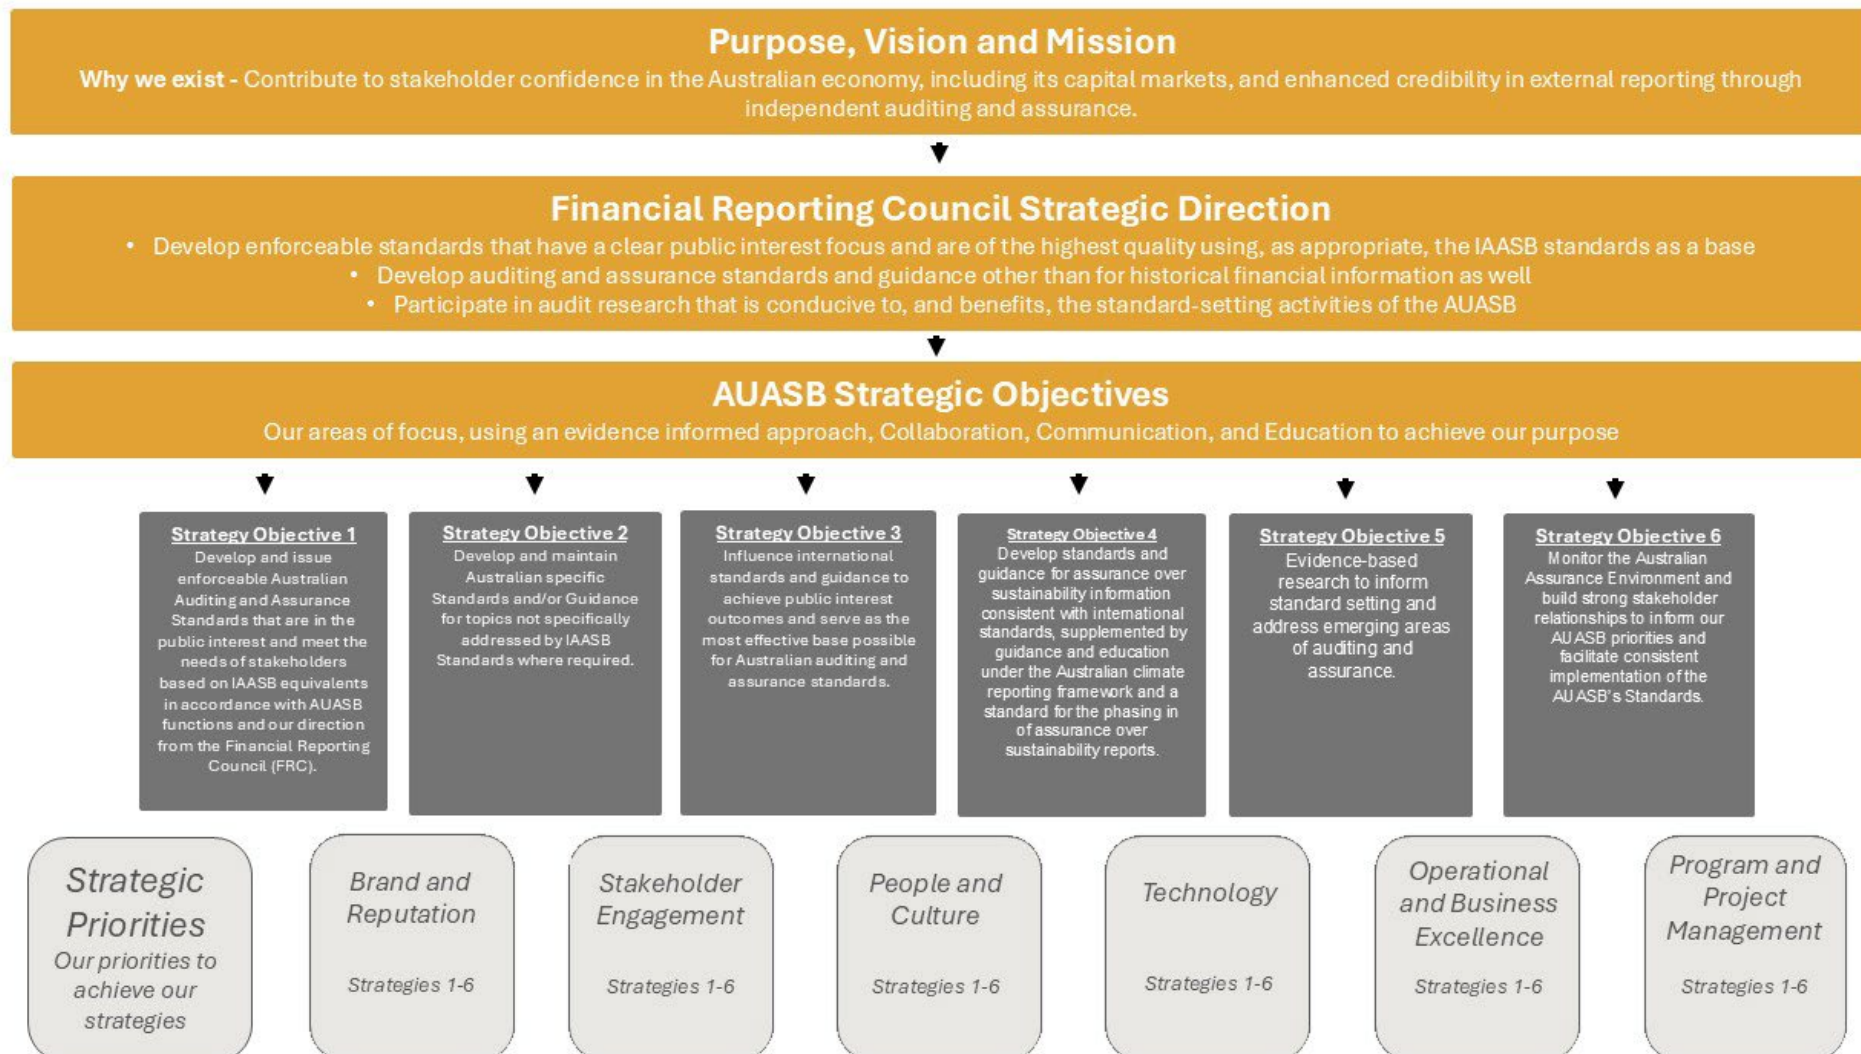 Purpose, Vision and Mission
Why we exist - Contribute to stakeholder confidence in the Australian economy, including its capital markets, and enhanced credibility in external reporting through
independent auditing and assurance.
Financial Reporting Council Strategic Direction
• Develop enforceable standards that have a clear public interest focus and are of the highest quality using, as appropriate, the IAASB standards as a base
• Develop auditing and assurance standards and guidance other than for historical financial information as well
• Participate in audit research that is conducive to, and benefits, the standard-setting activities of the AUASB
AUASB Strategic Objectives
Our areas of focus, using an evidence informed approach, Collaboration, Communication, and Education to achieve our purpose
Strategy Objective 1
Develop and issue
enforceable Australian
Auditing and Assurance
Standards that are in the
public interest and meet the
needs of stakeholders
based on IAASB equivalents
in accordance with AUASB
functions and our direction
from the Financial Reporting
Council (FRC).
Strategy Objective 2
Develop and maintain
Australian specific
Standards and/or Guidance
for topics not specifically
addressed by IAASB
Standards where required.
Strategy Objective 3
Influence international
standards and guidance to
achieve public interest
outcomes and serve as the
most effective base possible
for Australian auditing and
assurance standards.
Strategy Objective 4
Develop standards and
guidance for assurance over
sustainability information
consistent with international
standards, supplemented by
guidance and education
under the Australian climate
reporting framework and a
standard for the phasing in
of assurance over
sustainability reports.
Strategy Objective 5
Evidence-based
research to inform
standard setting and
address emerging areas
of auditing and
assurance.
Strategy Objective 6
Monitor the Australian
Assurance Environment and
build strong stakeholder
relationships to inform our
AUASB priorities and
facilitate consistent
implementation of the
AUASB's Standards.
Strategic
Priorities
Our priorities to
achieve our
strategies
Brand and
Reputation
Strategies 1-6
Stakeholder
Engagement
Strategies 1-6
People and
Culture
Strategies 1-6
Technology
Strategies 1-6
Operational
and Business
Excellence
Strategies 1-6
Program and
Project
Management
Strategies 1-6